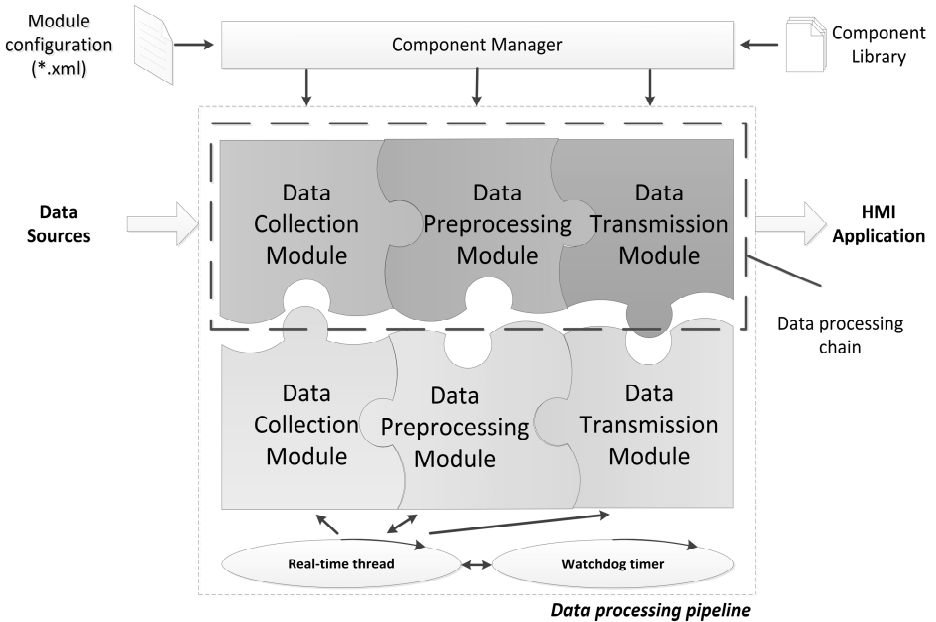 Module
configuration
(*.xml)
Component Manager
Component
Library
Data
Sources
Data
Collection
Module
Data
Preprocessing
Module
Data
Transmission
Module
HMI
Application
Data processing
chain
Data
Collection
Module
Data
Preprocessing
Module
Data
Transmission
Module
Real-time thread
Watchdog timer
Data processing pipeline